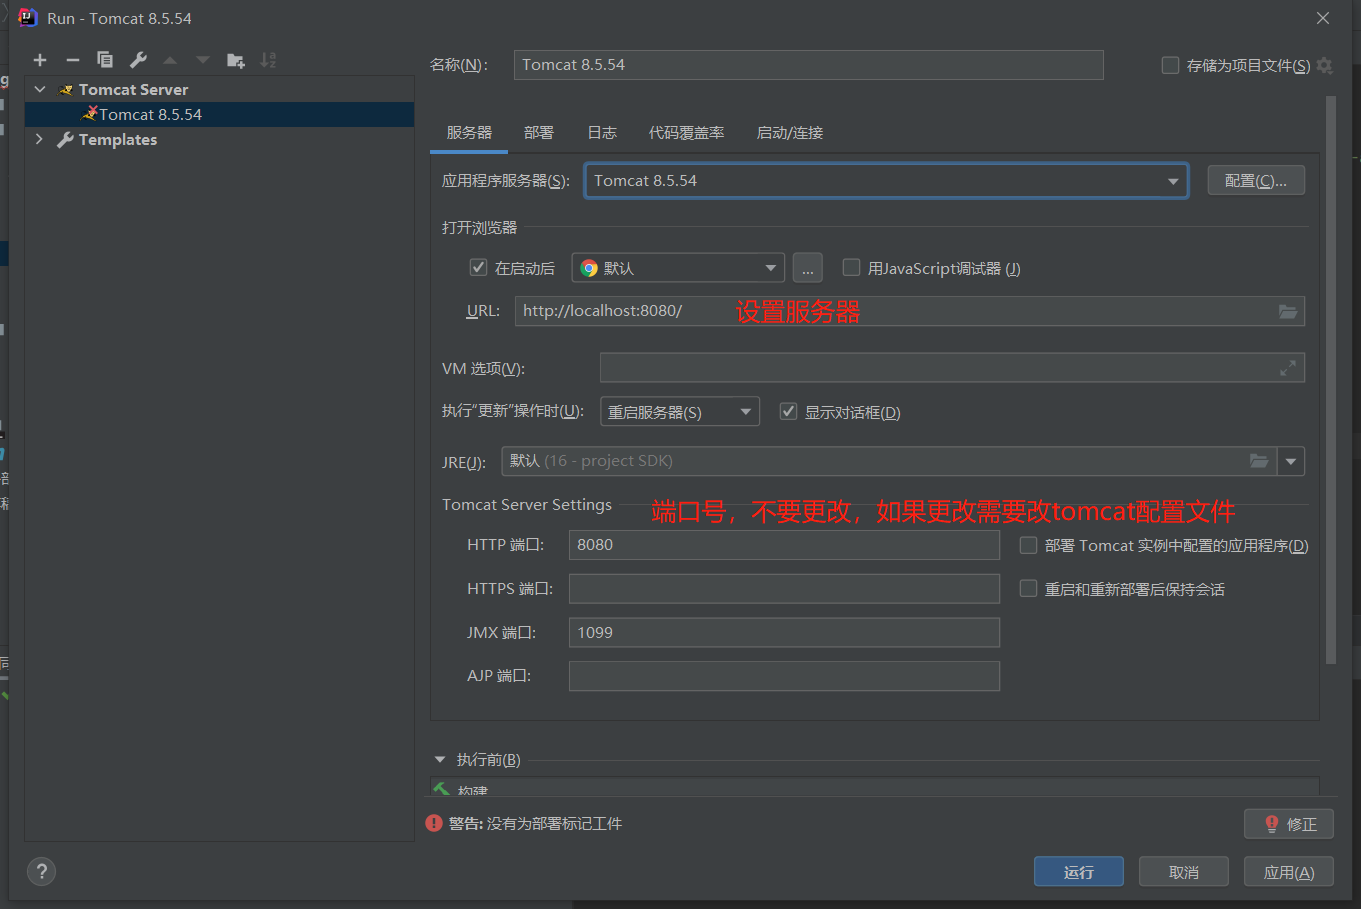 Run - Tomcat 8.5.54
Tomcat Server
Tomcat 8.5.54
Templates
名称(N):
Tomcat 8.5.54
存储为项目文件(S)
服务器
部署
日志
代码覆盖率
启动/连接
应用程序服务器(S):
Tomcat 8.5.54
配置(C)...
打开浏览器
在启动后
默认
...
用JavaScript调试器 (J)
URL:
http://localhost:8080/
设置服务器
VM 选项(V):
执行“更新”操作时(U):
重启服务器(S)
显示对话框(D)
JRE(J):
默认 (16 - project SDK)
Tomcat Server Settings
端口号，不要更改，如果更改需要改tomcat配置文件
HTTP 端口:
8080
部署 Tomcat 实例中配置的应用程序(D)
HTTPS 端口:
重启和重新部署后保持会话
JMX 端口:
1099
AJP 端口:
执行前(B)
构建
警告: 没有为部署标记工件
修正
?
运行
取消
应用(A)